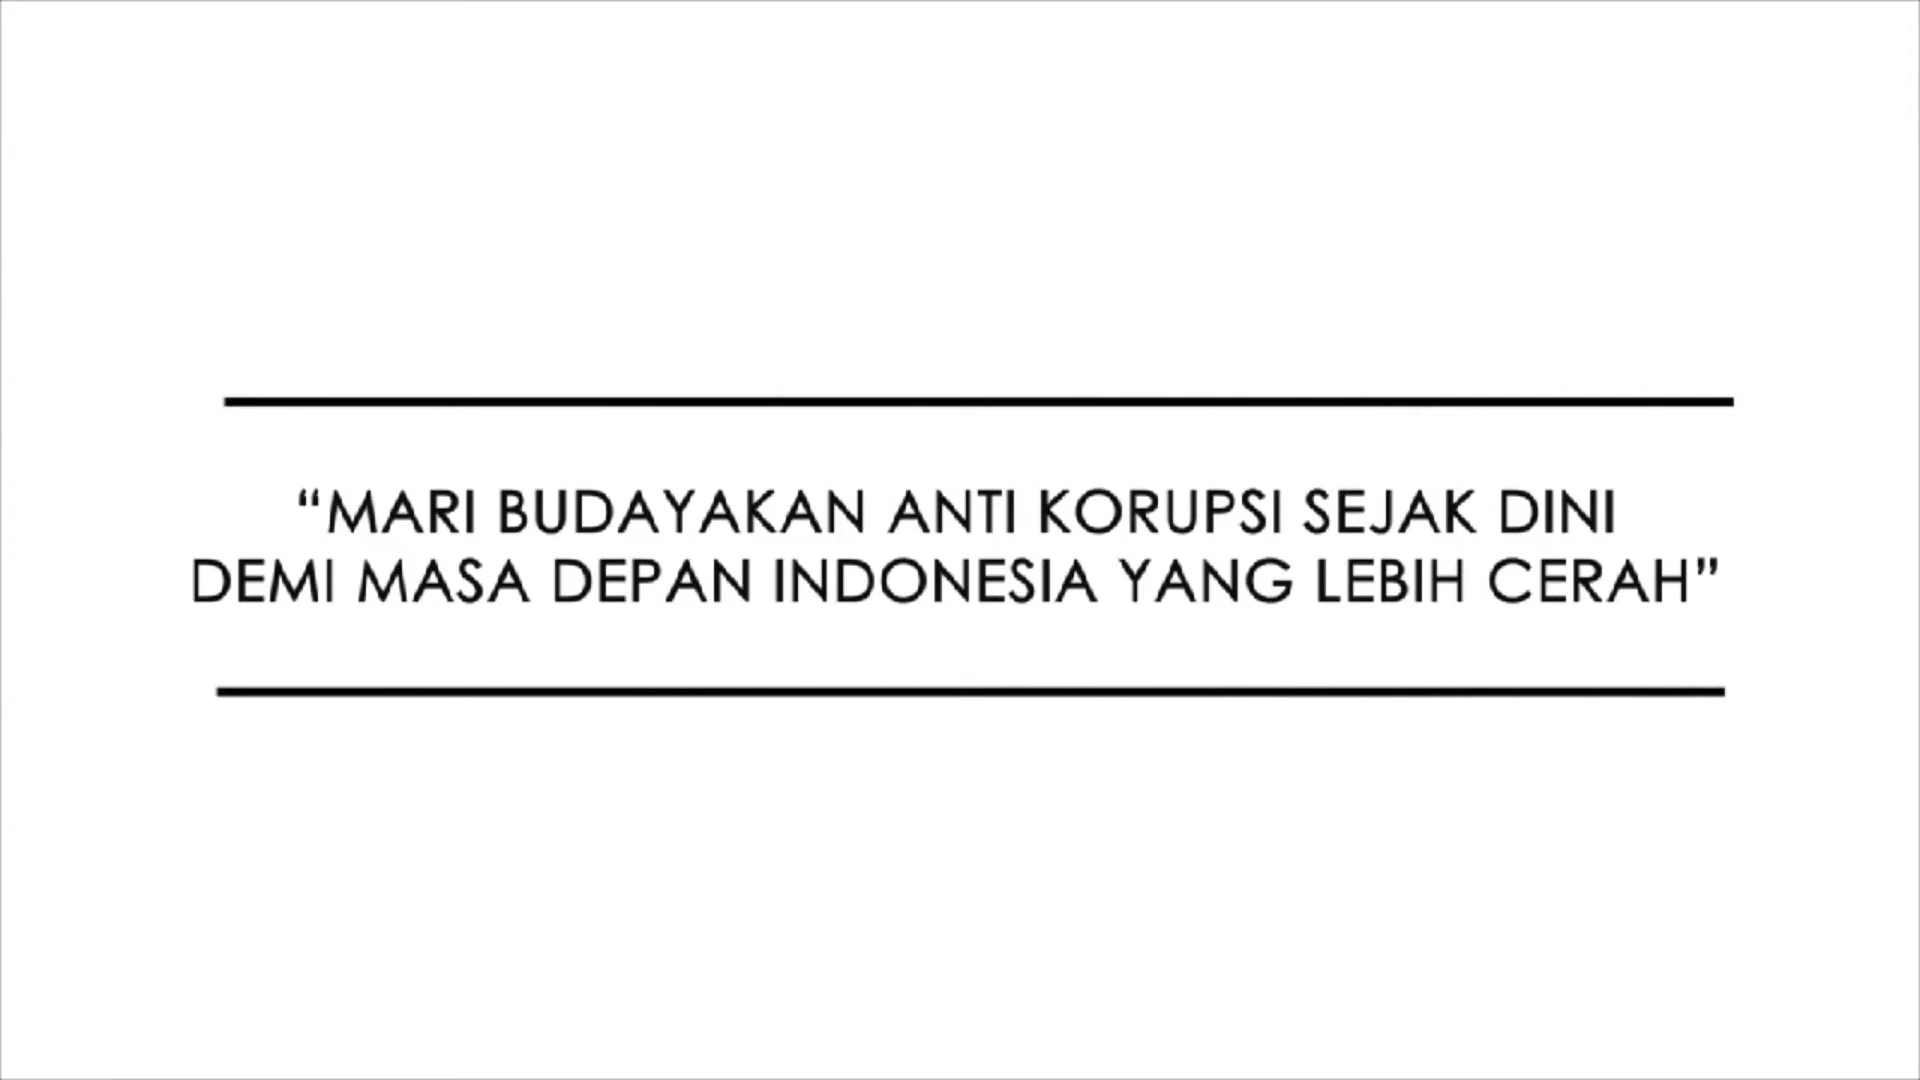 “MARI BUDAYAKAN ANTI KORUPSI SEJAK DINI
DEMI MASA DEPAN INDONESIA YANG LEBIH CERAH”